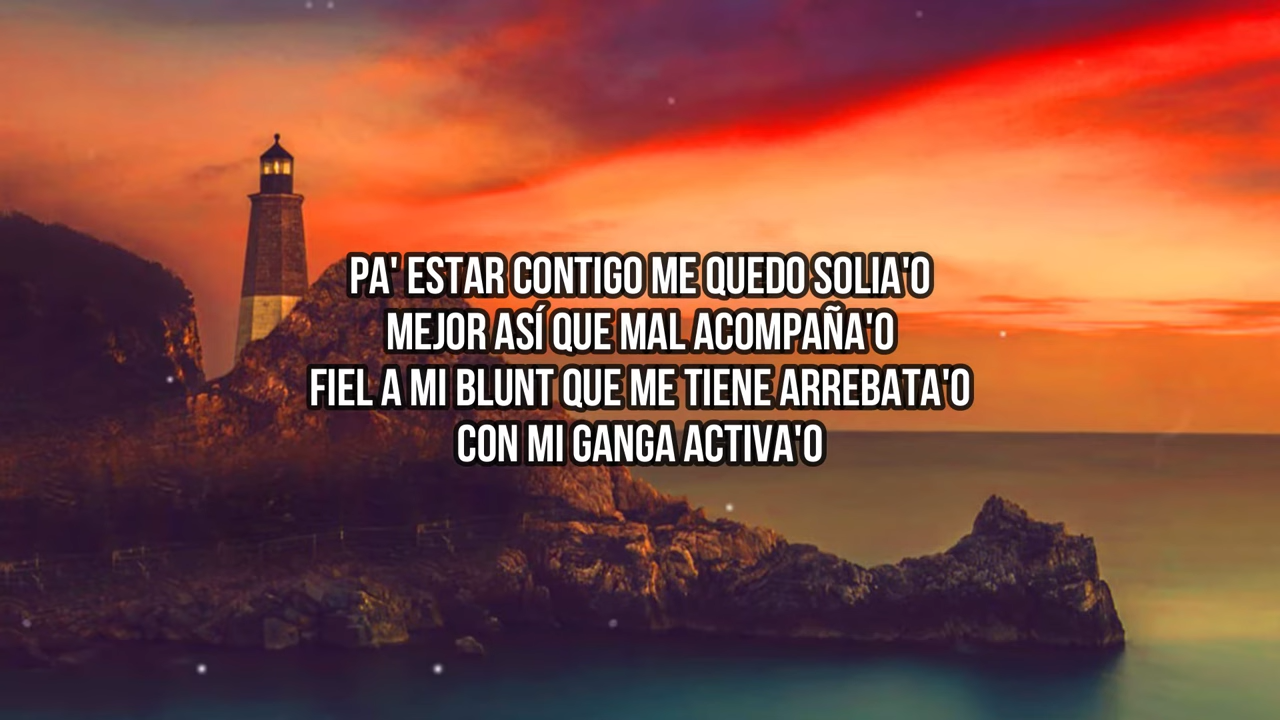 PA' ESTAR CONTIGO ME QUEDO SOLIA'O
MEJOR ASÍ QUE MAL ACOMPAÑA'O
FIEL A MI BLUNT QUE ME TIENE ARREBATA'O
CON MI GANGA ACTIVA'O